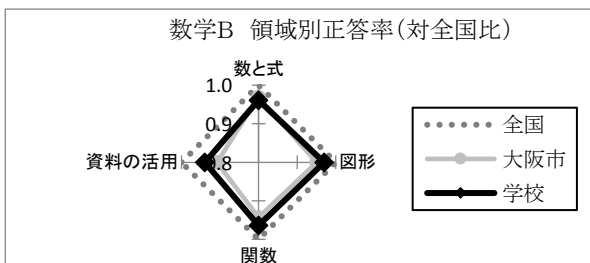 数学B 領域別正答率(対全国比)
数と式
1.0
0.9
0.8
資料の活用
図形
関数
全国
大阪市
学校